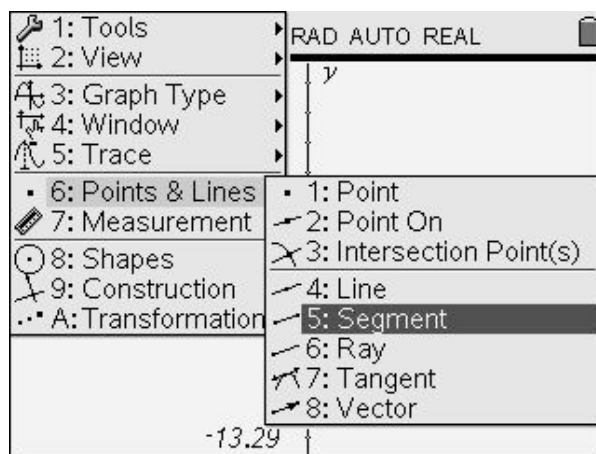 1: Tools
2: View
3: Graph Type
4: Window
5: Trace
6: Points & Lines
7: Measurement
8: Shapes
9: Construction
A: Transformation
RAD AUTO REAL
y
1: Point
2: Point On
3: Intersection Point(s)
4: Line
5: Segment
6: Ray
7: Tangent
8: Vector
-13.29